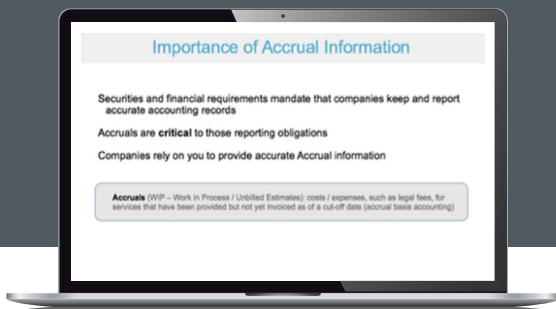 Importance of Accrual Information
Securities and financial requirements mandate that companies keep and report
accurate accounting records
Accruals are critical to those reporting obligations
Companies rely on you to provide accurate Accrual information
Accruals (WIP – Work in Process / Unbilled Estimates): costs / expenses, such as legal fees, for
services that have been provided but not yet invoiced as of a cut-off date (accrual basis accounting)